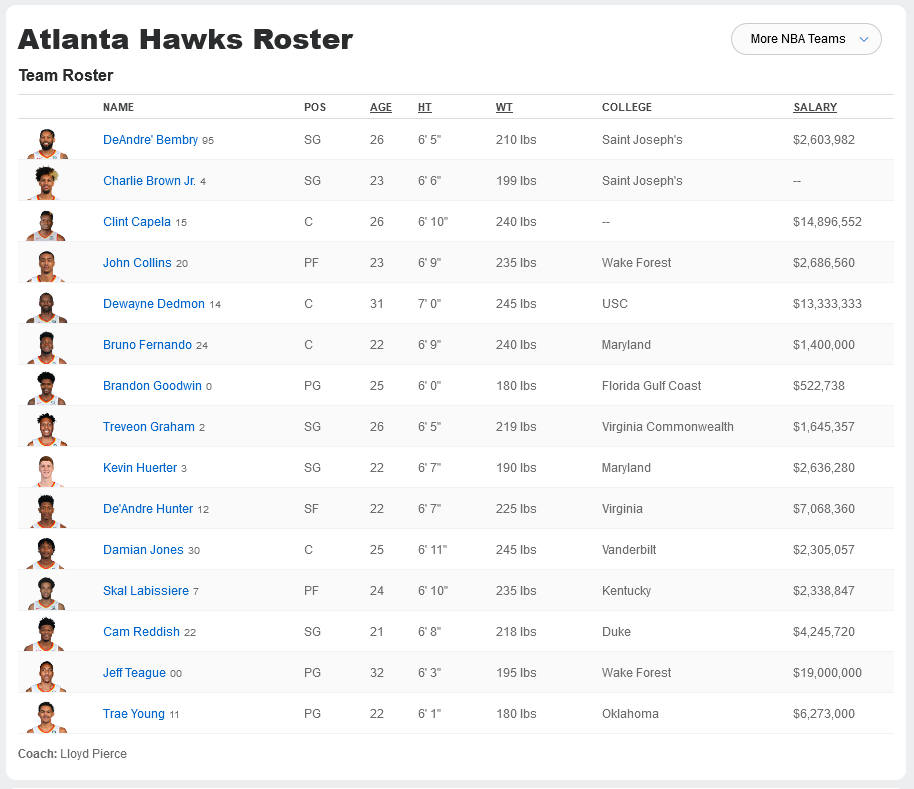 Atlanta Hawks Roster
More NBA Teams
Team Roster
NAME POS AGE HT WT COLLEGE SALARY
DeAndre' Bembry 95 SG 26 6' 5" 210 lbs Saint Joseph's $2,603,982
Charlie Brown Jr. 4 SG 23 6' 6" 199 lbs Saint Joseph's --
Clint Capela 15 C 26 6' 10" 240 lbs -- $14,896,552
John Collins 20 PF 23 6' 9" 235 lbs Wake Forest $2,686,560
Dewayne Dedmon 14 C 31 7' 0" 245 lbs USC $13,333,333
Bruno Fernando 24 C 22 6' 9" 240 lbs Maryland $1,400,000
Brandon Goodwin 0 PG 25 6' 0" 180 lbs Florida Gulf Coast $522,738
Treveon Graham 2 SG 26 6' 5" 219 lbs Virginia Commonwealth $1,645,357
Kevin Huerter 3 SG 22 6' 7" 190 lbs Maryland $2,636,280
De'Andre Hunter 12 SF 22 6' 7" 225 lbs Virginia $7,068,360
Damian Jones 30 C 25 6' 11" 245 lbs Vanderbilt $2,305,057
Skal Labissiere 7 PF 24 6' 10" 235 lbs Kentucky $2,338,847
Cam Reddish 22 SG 21 6' 8" 218 lbs Duke $4,245,720
Jeff Teague 00 PG 32 6' 3" 195 lbs Wake Forest $19,000,000
Trae Young 11 PG 22 6' 1" 180 lbs Oklahoma $6,273,000
Coach: Lloyd Pierce